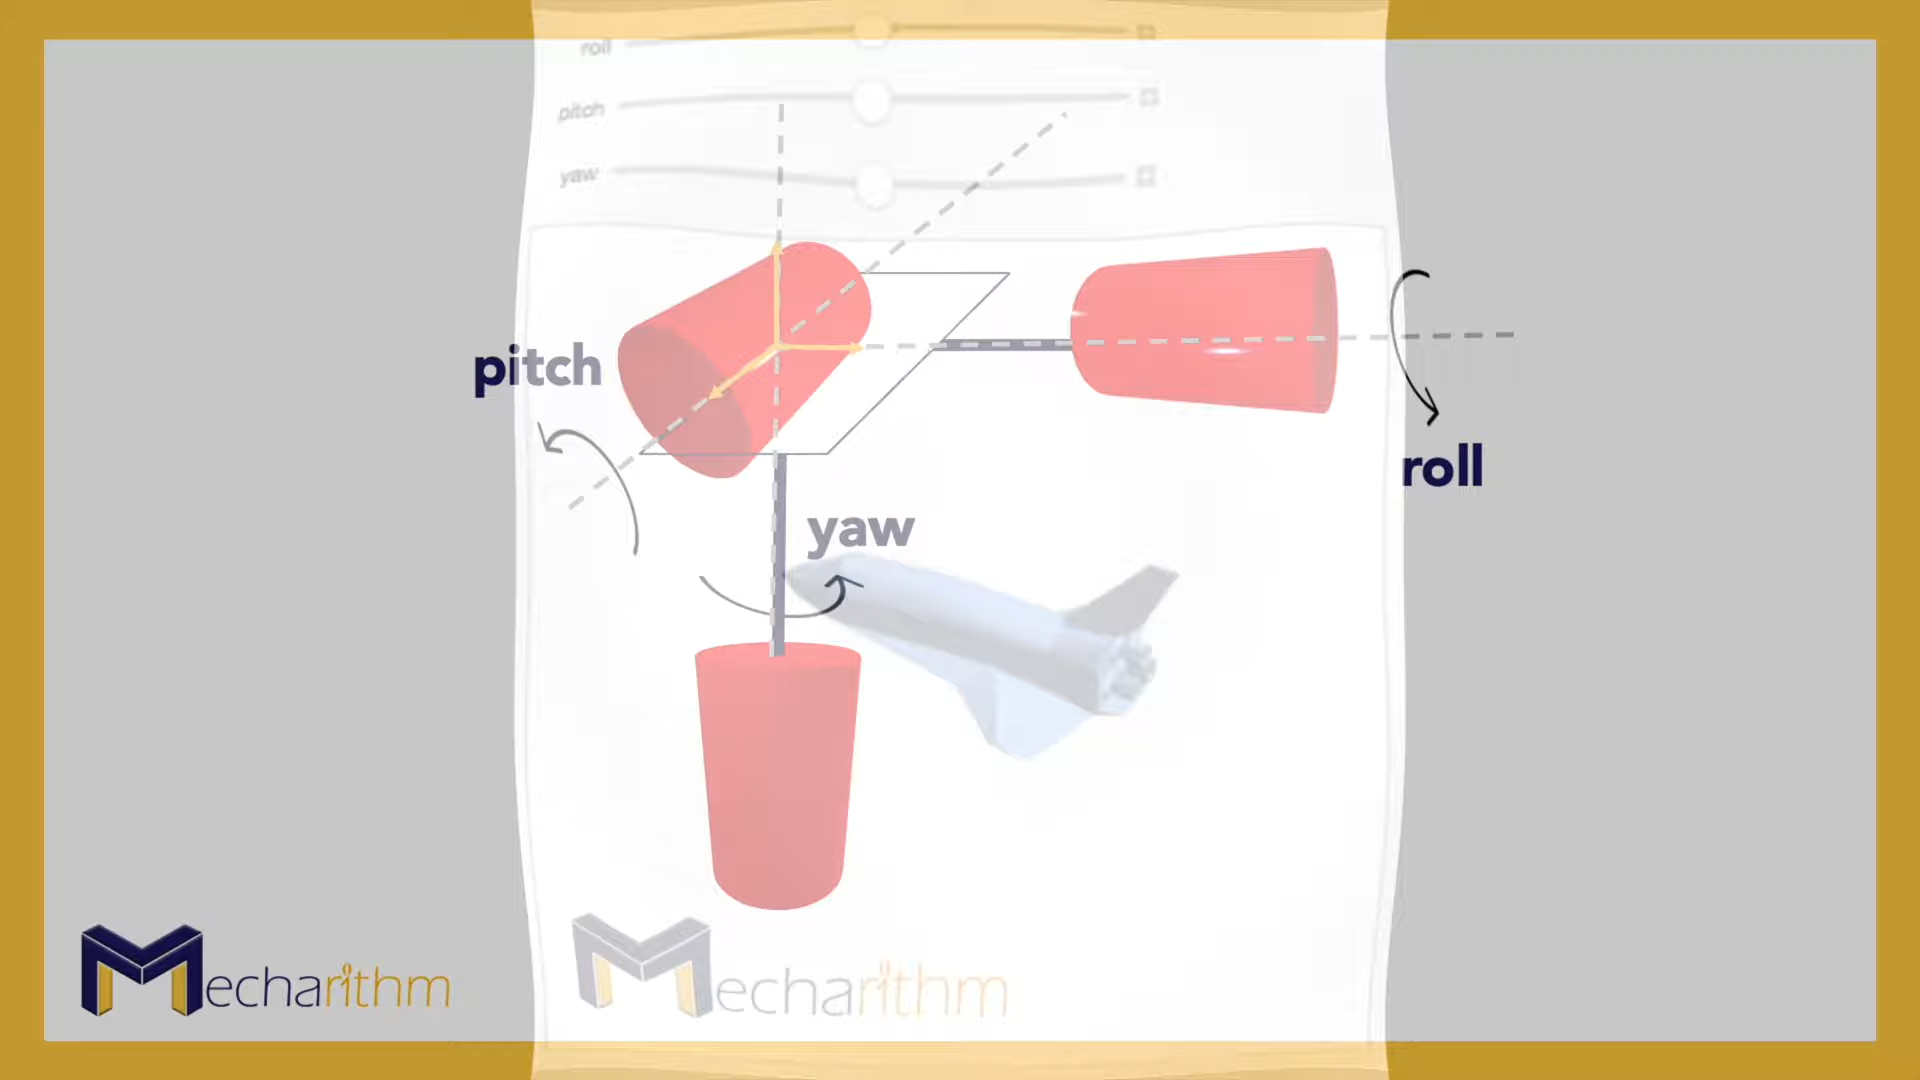 roll
pitch
yaw
pitch
roll
yaw
Mecharithm
Mecharithm